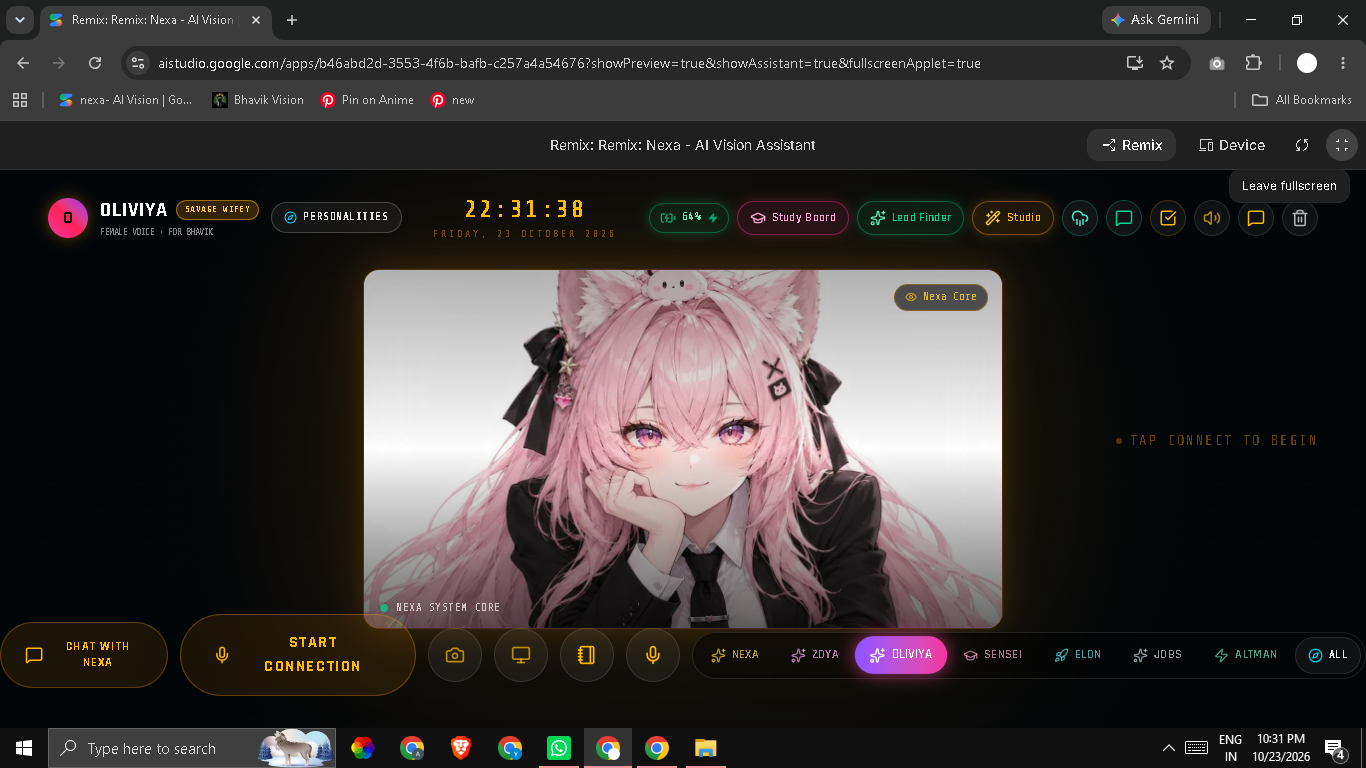 Remix: Remix: Nexa - AI Vision
Ask Gemini
aistudio.google.com/apps/b46abd2d-3553-4f6b-bafb-c257a4a54676?showPreview=true&showAssistant=true&fullscreenApplet=true
nexa- AI Vision | Go...
Bhavik Vision
Pin on Anime
new
All Bookmarks
Remix: Remix: Nexa - AI Vision Assistant
Remix
Device
Leave fullscreen
O
OLIVIYA
SAVAGE WIFEY
FEMALE VOICE · FOR BHAVIK
PERSONALITIES
22:31:38
FRIDAY, 23 OCTOBER 2026
64%
Study Board
Lead Finder
Studio
Nexa Core
TAP CONNECT TO BEGIN
NEXA SYSTEM CORE
CHAT WITH
NEXA
START
CONNECTION
NEXA
ZOYA
OLIVIYA
SENSEI
ELON
JOBS
ALTMAN
ALL
Type here to search
ENG
IN
10:31 PM
10/23/2026
4